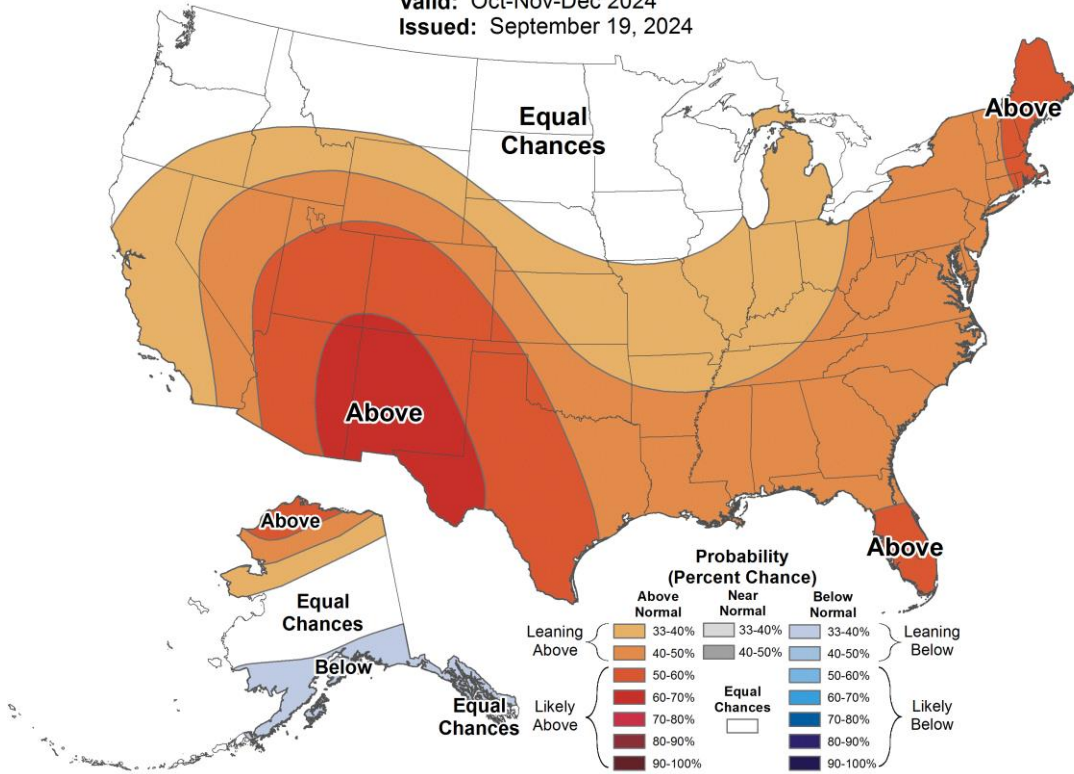 Valid: Oct-Nov-Dec 2024
Issued: September 19, 2024
Equal
Chances
Above
Above
Above
Above
Equal
Chances
Below
Equal
Chances
Probability
(Percent Chance)
Above
Normal
Near
Normal
Below
Normal
Leaning
Above
33-40%
33-40%
33-40%
Leaning
Below
40-50%
40-50%
40-50%
Likely
Above
50-60%
50-60%
Likely
Below
60-70%
60-70%
Equal
Chances
70-80%
70-80%
80-90%
80-90%
90-100%
90-100%